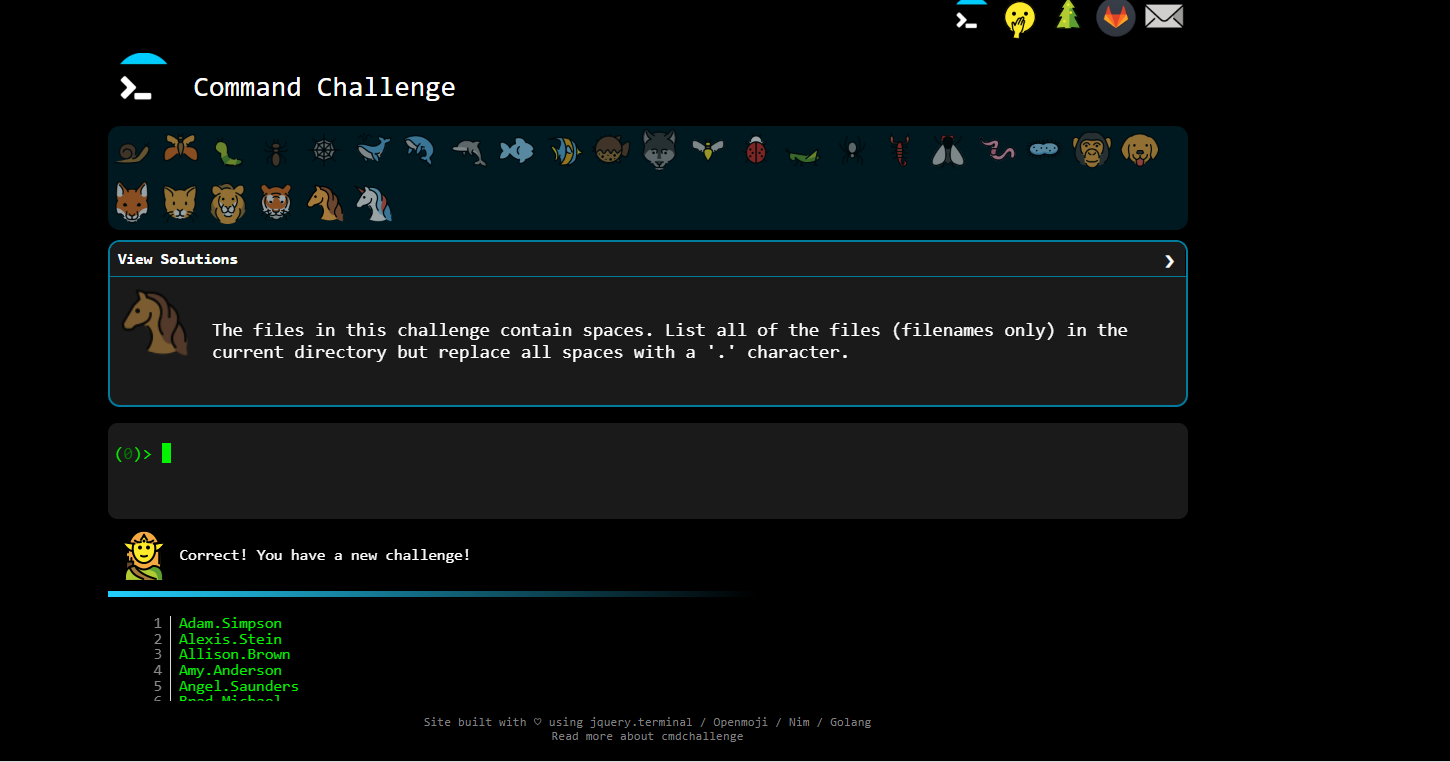 Command Challenge
View Solutions
The files in this challenge contain spaces. List all of the files (filenames only) in the
current directory but replace all spaces with a '.' character.
(0)>
Correct! You have a new challenge!
1 Adam.Simpson
2 Alexis.Stein
3 Allison.Brown
4 Amy.Anderson
5 Angel.Saunders
6 Brad.Michael
Site built with ♡ using jquery.terminal / Openmoji / Nim / Golang
Read more about cmdchallenge